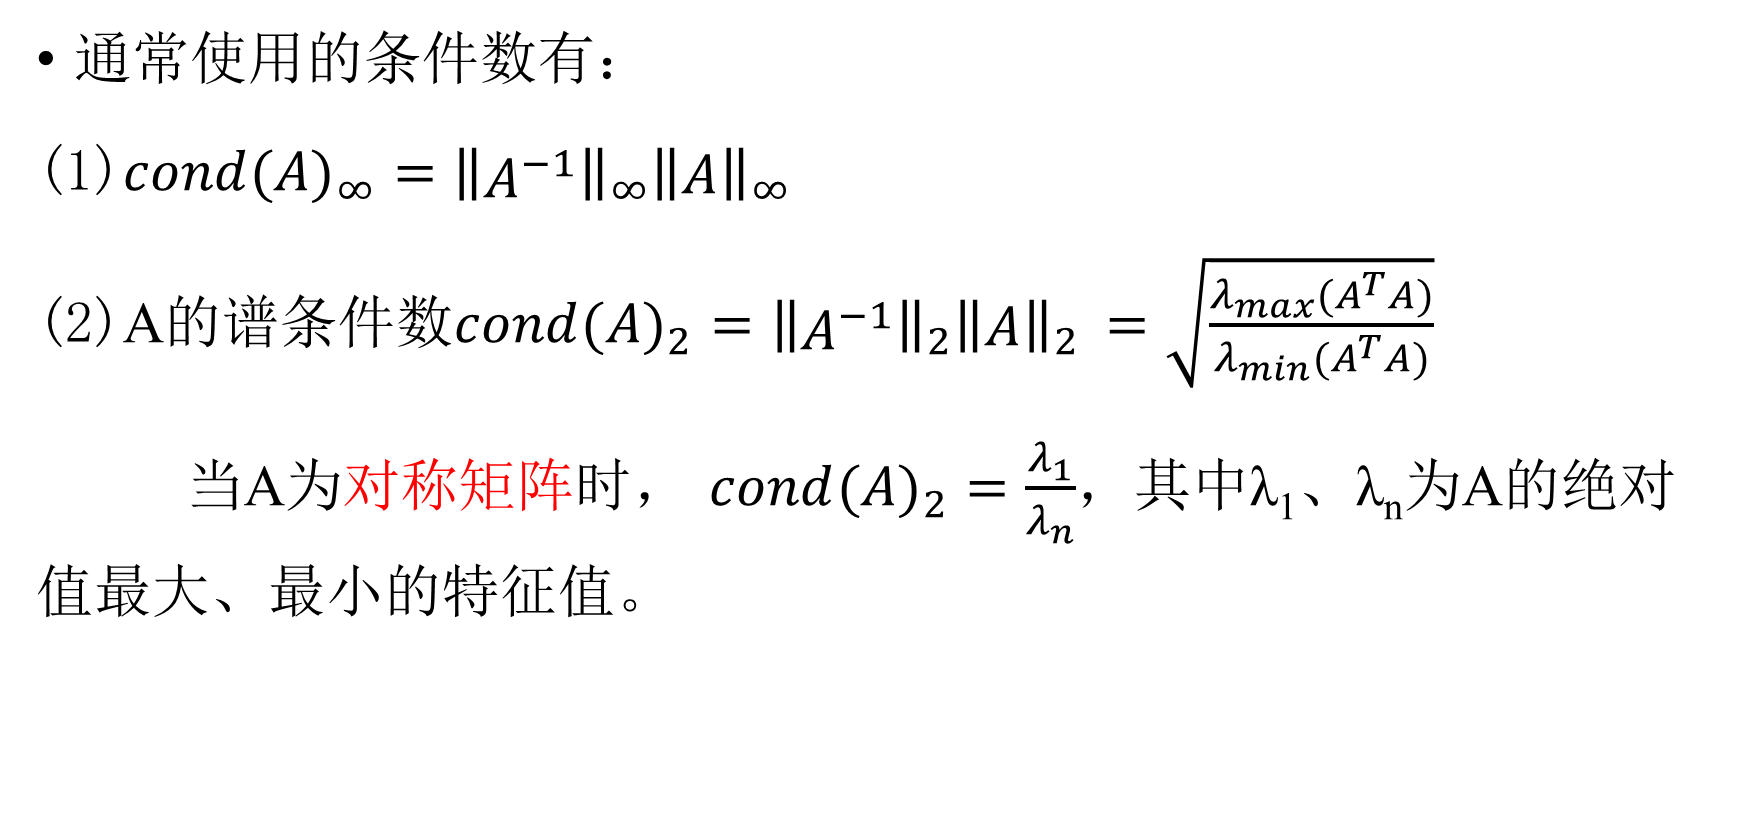 • 通常使用的条件数有：
(1) cond(A)∞ = ‖A⁻¹‖∞‖A‖∞
(2) A的谱条件数cond(A)₂ = ‖A⁻¹‖₂‖A‖₂ = √(λmax(AᵀA)/λmin(AᵀA))
当A为对称矩阵时， cond(A)₂ = λ₁/λₙ，其中λ₁、λₙ为A的绝对
值最大、最小的特征值。